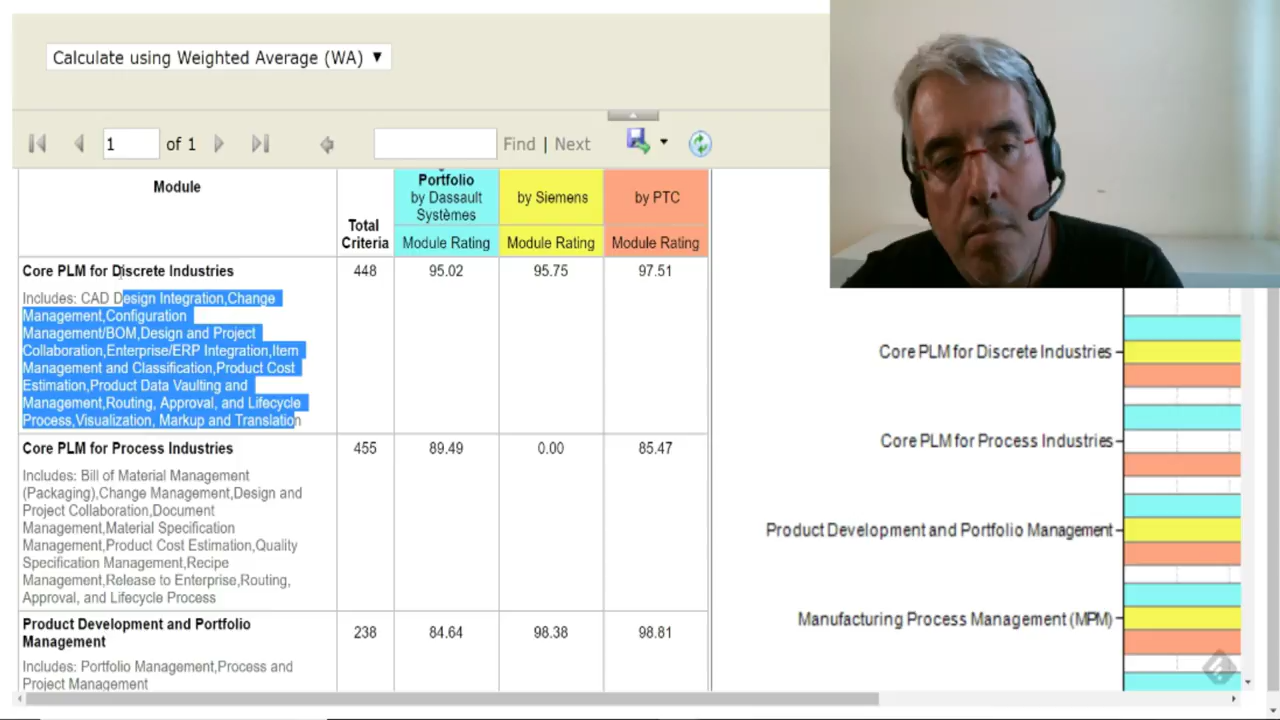 Calculate using Weighted Average (WA) ▼
1 of 1 Find | Next
Module
Total
Criteria
Portfolio
by Dassault
Systèmes
Module Rating
by Siemens
Module Rating
by PTC
Module Rating
Core PLM for Discrete Industries 448 95.02 95.75 97.51
Includes: CAD Design Integration,Change
Management,Configuration
Management/BOM,Design and Project
Collaboration,Enterprise/ERP Integration,Item
Management and Classification,Product Cost
Estimation,Product Data Vaulting and
Management,Routing, Approval, and Lifecycle
Process,Visualization, Markup and Translation
Core PLM for Process Industries 455 89.49 0.00 85.47
Includes: Bill of Material Management
(Packaging),Change Management,Design and
Project Collaboration,Document
Management,Material Specification
Management,Product Cost Estimation,Quality
Specification Management,Recipe
Management,Release to Enterprise,Routing,
Approval, and Lifecycle Process
Product Development and Portfolio
Management 238 84.64 98.38 98.81
Includes: Portfolio Management,Process and
Project Management
Core PLM for Discrete Industries
Core PLM for Process Industries
Product Development and Portfolio Management
Manufacturing Process Management (MPM)